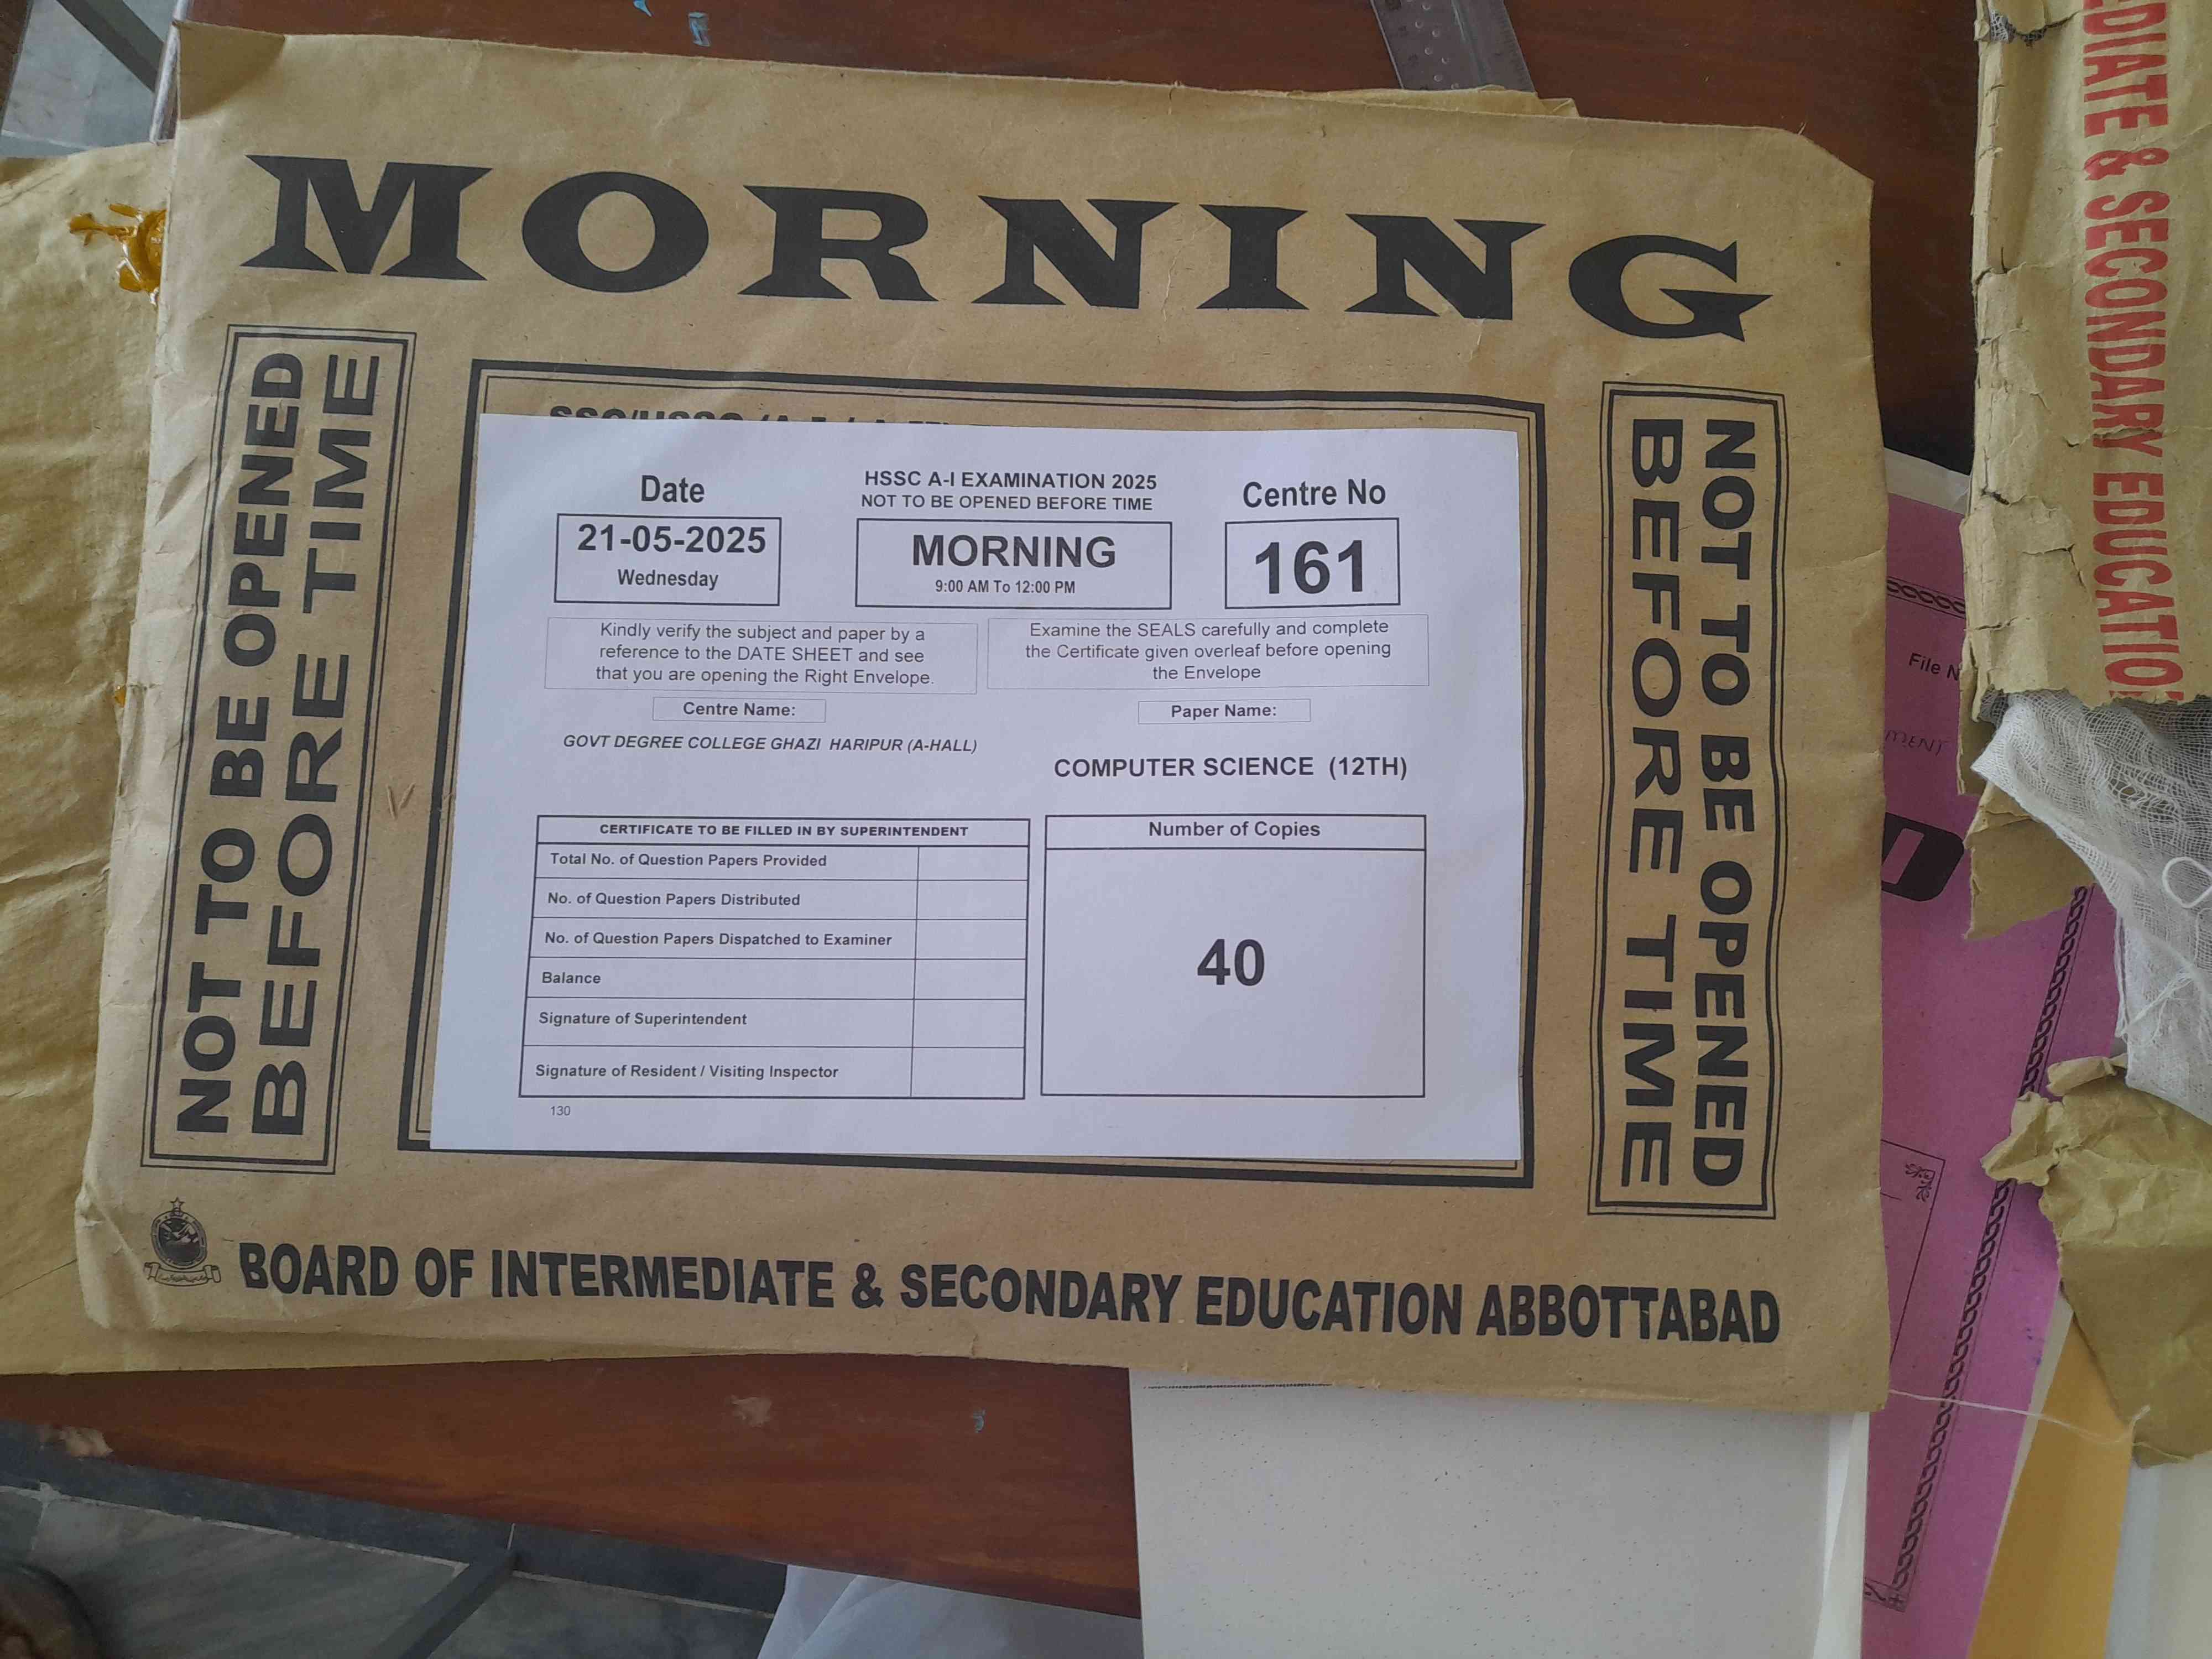 MORNING
NOT TO BE OPENED
BEFORE TIME
Date
21-05-2025
Wednesday
HSSC A-I EXAMINATION 2025
NOT TO BE OPENED BEFORE TIME
MORNING
9:00 AM To 12:00 PM
Centre No
161
Kindly verify the subject and paper by a
reference to the DATE SHEET and see
that you are opening the Right Envelope.
Examine the SEALS carefully and complete
the Certificate given overleaf before opening
the Envelope
Centre Name:
GOVT DEGREE COLLEGE GHAZI HARIPUR (A-HALL)
Paper Name:
COMPUTER SCIENCE (12TH)
CERTIFICATE TO BE FILLED IN BY SUPERINTENDENT
Total No. of Question Papers Provided
No. of Question Papers Distributed
No. of Question Papers Dispatched to Examiner
Balance
Signature of Superintendent
Signature of Resident / Visiting Inspector
Number of Copies
40
130
NOT TO BE OPENED
BEFORE TIME
BOARD OF INTERMEDIATE & SECONDARY EDUCATION ABBOTTABAD
& SECONDARY EDUCATION
File